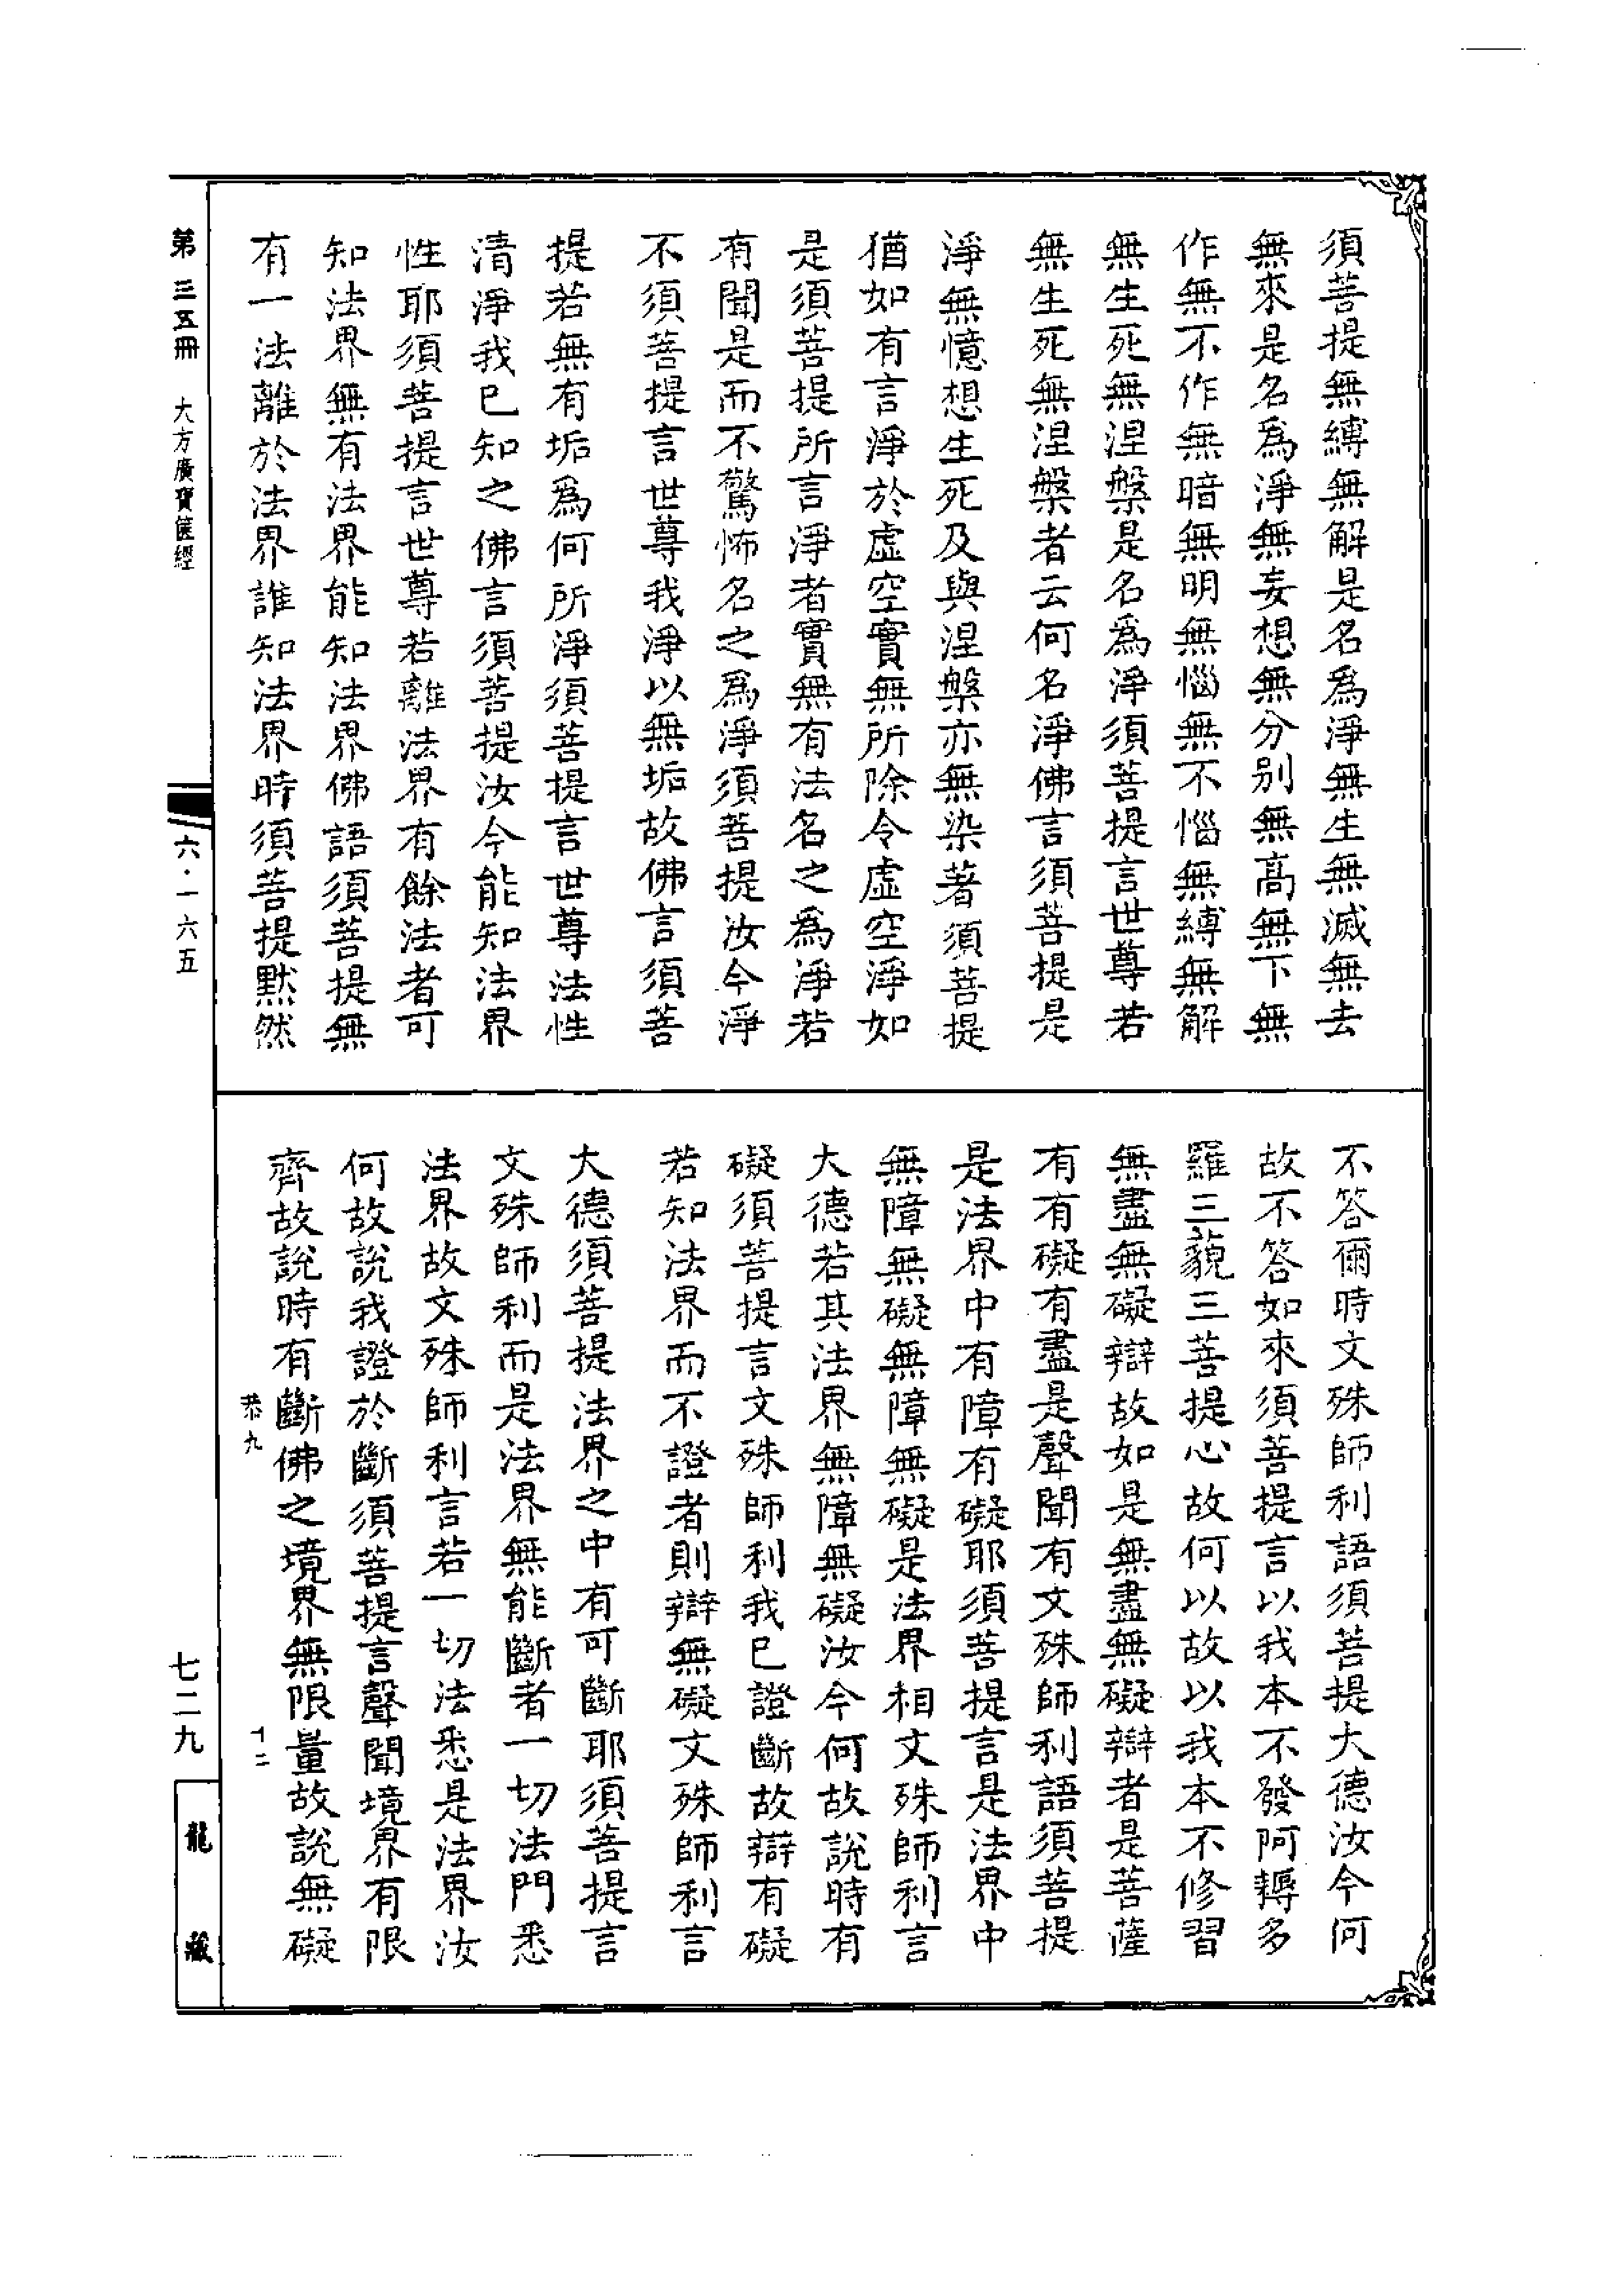 須菩提無縛無解是名爲淨無生無滅無去
無來是名爲淨無妄想無分別無高無下無
作無不作無暗無明無惱無不惱無縛無解
無生死無涅槃是名爲淨須菩提言世尊若
無生死無涅槃者云何名淨佛言須菩提是
淨無憶想生死及與涅槃亦無染著須菩提
猶如有言淨於虛空實無所除令虛空淨如
是須菩提所言淨者實無有法名之爲淨若
有聞是而不驚怖名之爲淨須菩提汝今淨
不須菩提言世尊我淨以無垢故佛言須菩
提若無有垢爲何所淨須菩提言世尊法性
清淨我已知之佛言須菩提汝今能知法界
性耶須菩提言世尊若離法界有餘法者可
知法界無有法界能知法界佛語須菩提無
有一法離於法界誰知法界時須菩提默然
不答爾時文殊師利語須菩提大德汝今何
故不答如來須菩提言以我本不發阿耨多
羅三藐三菩提心故何以故以我本不修習
無盡無礙辯故如是無盡無礙辯者是菩薩
有有礙有盡是聲聞有文殊師利語須菩提
是法界中有障有礙耶須菩提言是法界中
無障無礙無障無礙是法界相文殊師利言
大德若其法界無障無礙汝今何故說時有
礙須菩提言文殊師利我已證斷故辯有礙
若知法界而不證者則辯無礙文殊師利言
大德須菩提法界之中有可斷耶須菩提言
文殊師利而是法界無能斷者一切法門悉
法界故文殊師利言若一切法悉是法界汝
何故說我證於斷須菩提言聲聞境界有限
齊故說時有斷佛之境界無限量故說無礙
恭九
十二
第三五冊 大方廣寶篋經
六·一六五
七二九
龍藏